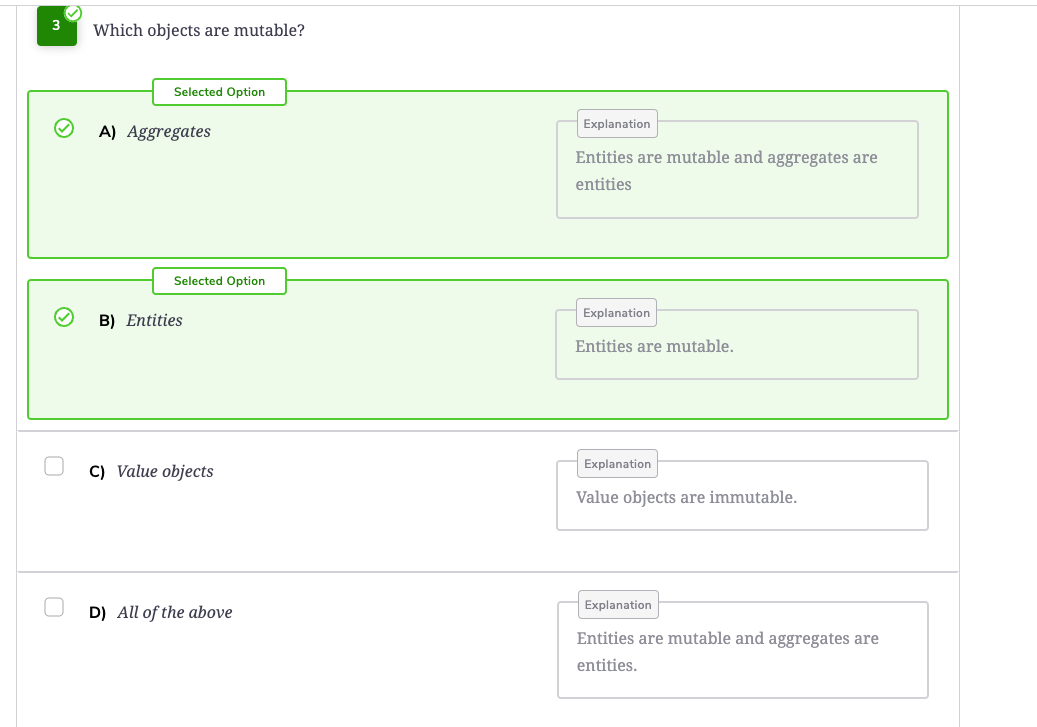 3
Which objects are mutable?
Selected Option
A) Aggregates
Explanation
Entities are mutable and aggregates are
entities
Selected Option
B) Entities
Explanation
Entities are mutable.
C) Value objects
Explanation
Value objects are immutable.
D) All of the above
Explanation
Entities are mutable and aggregates are
entities.